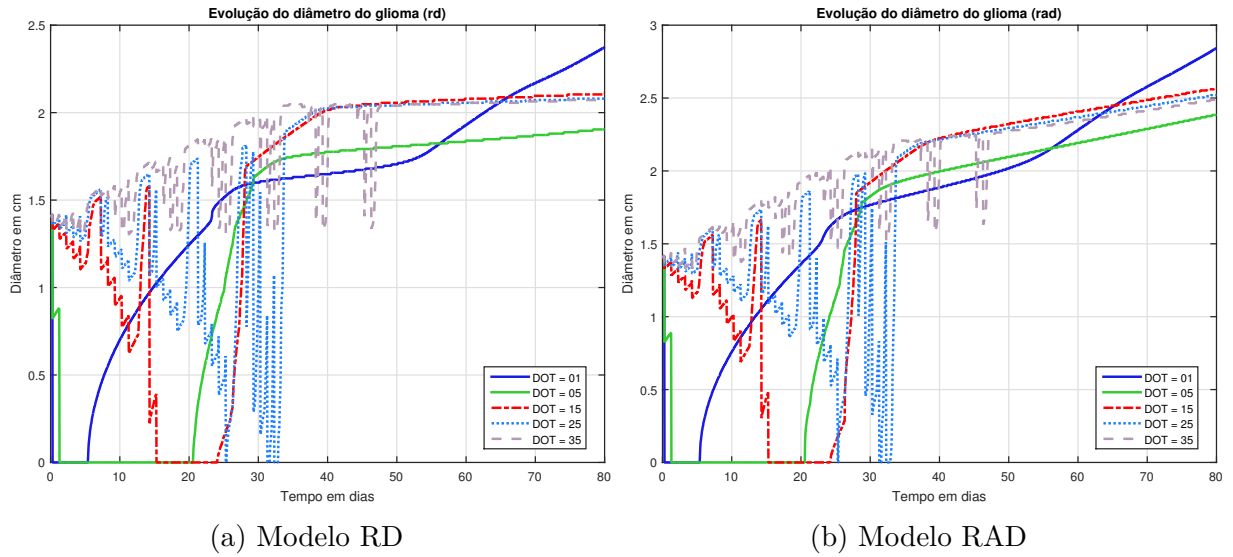 Evolução do diâmetro do glioma (rd)
2.5
2
1.5
1
0.5
0
Diâmetro em cm
0 10 20 30 40 50 60 70 80
Tempo em dias
DOT = 01
DOT = 05
DOT = 15
DOT = 25
DOT = 35
(a) Modelo RD
Evolução do diâmetro do glioma (rad)
3
2.5
2
1.5
1
0.5
0
Diâmetro em cm
0 10 20 30 40 50 60 70 80
Tempo em dias
DOT = 01
DOT = 05
DOT = 15
DOT = 25
DOT = 35
(b) Modelo RAD